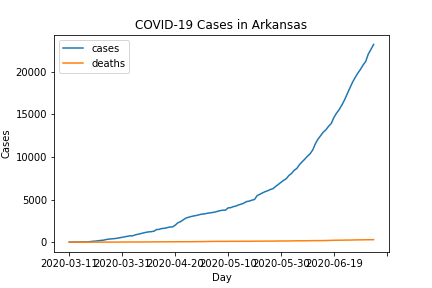 COVID-19 Cases in Arkansas
cases
deaths
20000
15000
10000
5000
0
Cases
2020-03-11 2020-03-31 2020-04-20 2020-05-10 2020-05-30 2020-06-19
Day